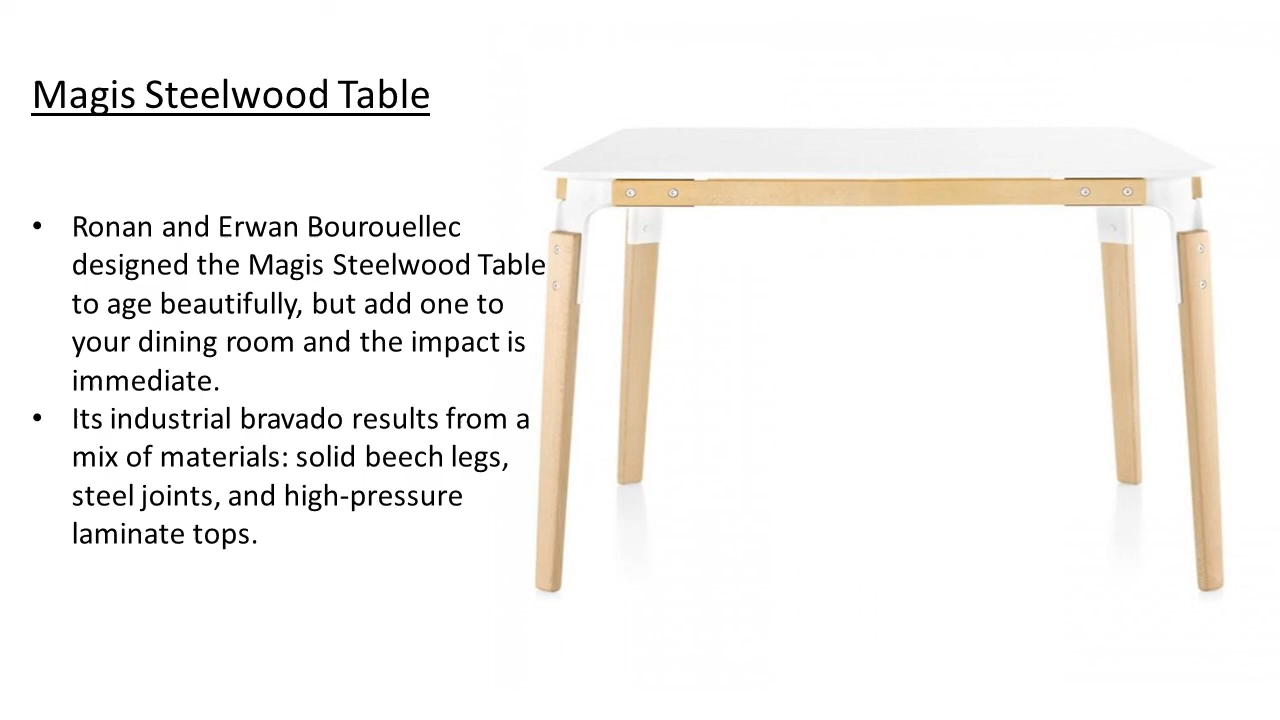 Magis Steelwood Table
• Ronan and Erwan Bourouellec
designed the Magis Steelwood Table
to age beautifully, but add one to
your dining room and the impact is
immediate.
• Its industrial bravado results from a
mix of materials: solid beech legs,
steel joints, and high-pressure
laminate tops.